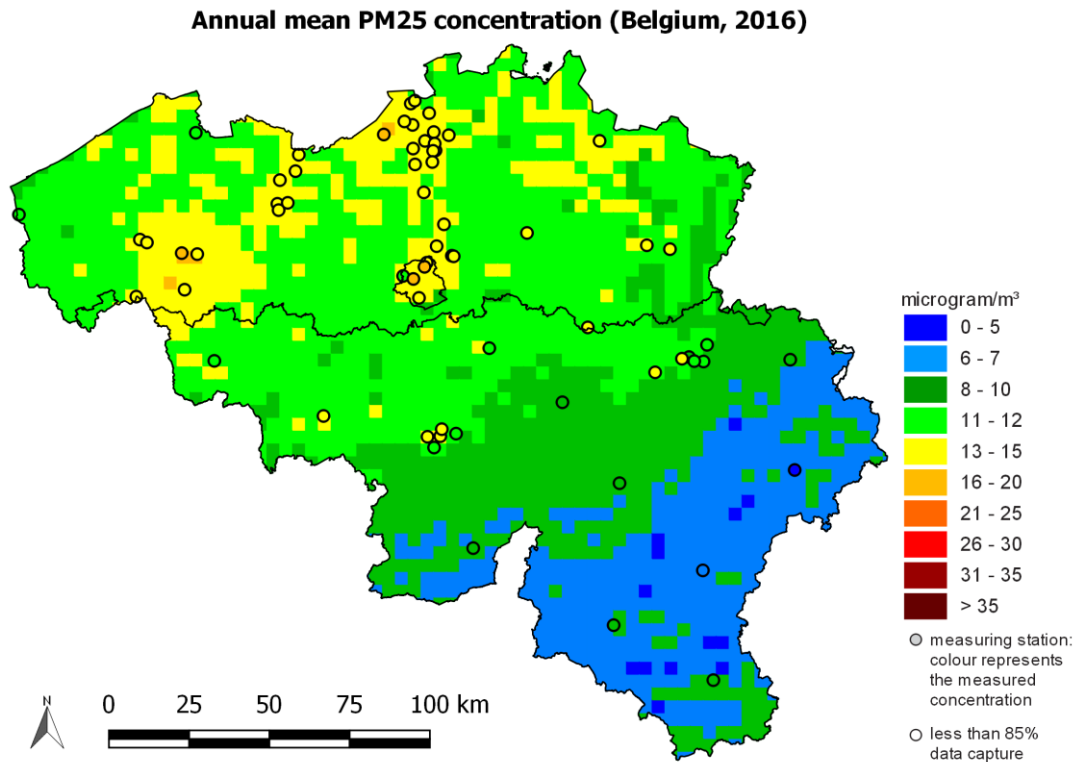 Annual mean PM25 concentration (Belgium, 2016)
microgram/m³
0 - 5
6 - 7
8 - 10
11 - 12
13 - 15
16 - 20
21 - 25
26 - 30
31 - 35
> 35
measuring station:
colour represents
the measured
concentration
less than 85%
data capture
N
0 25 50 75 100 km